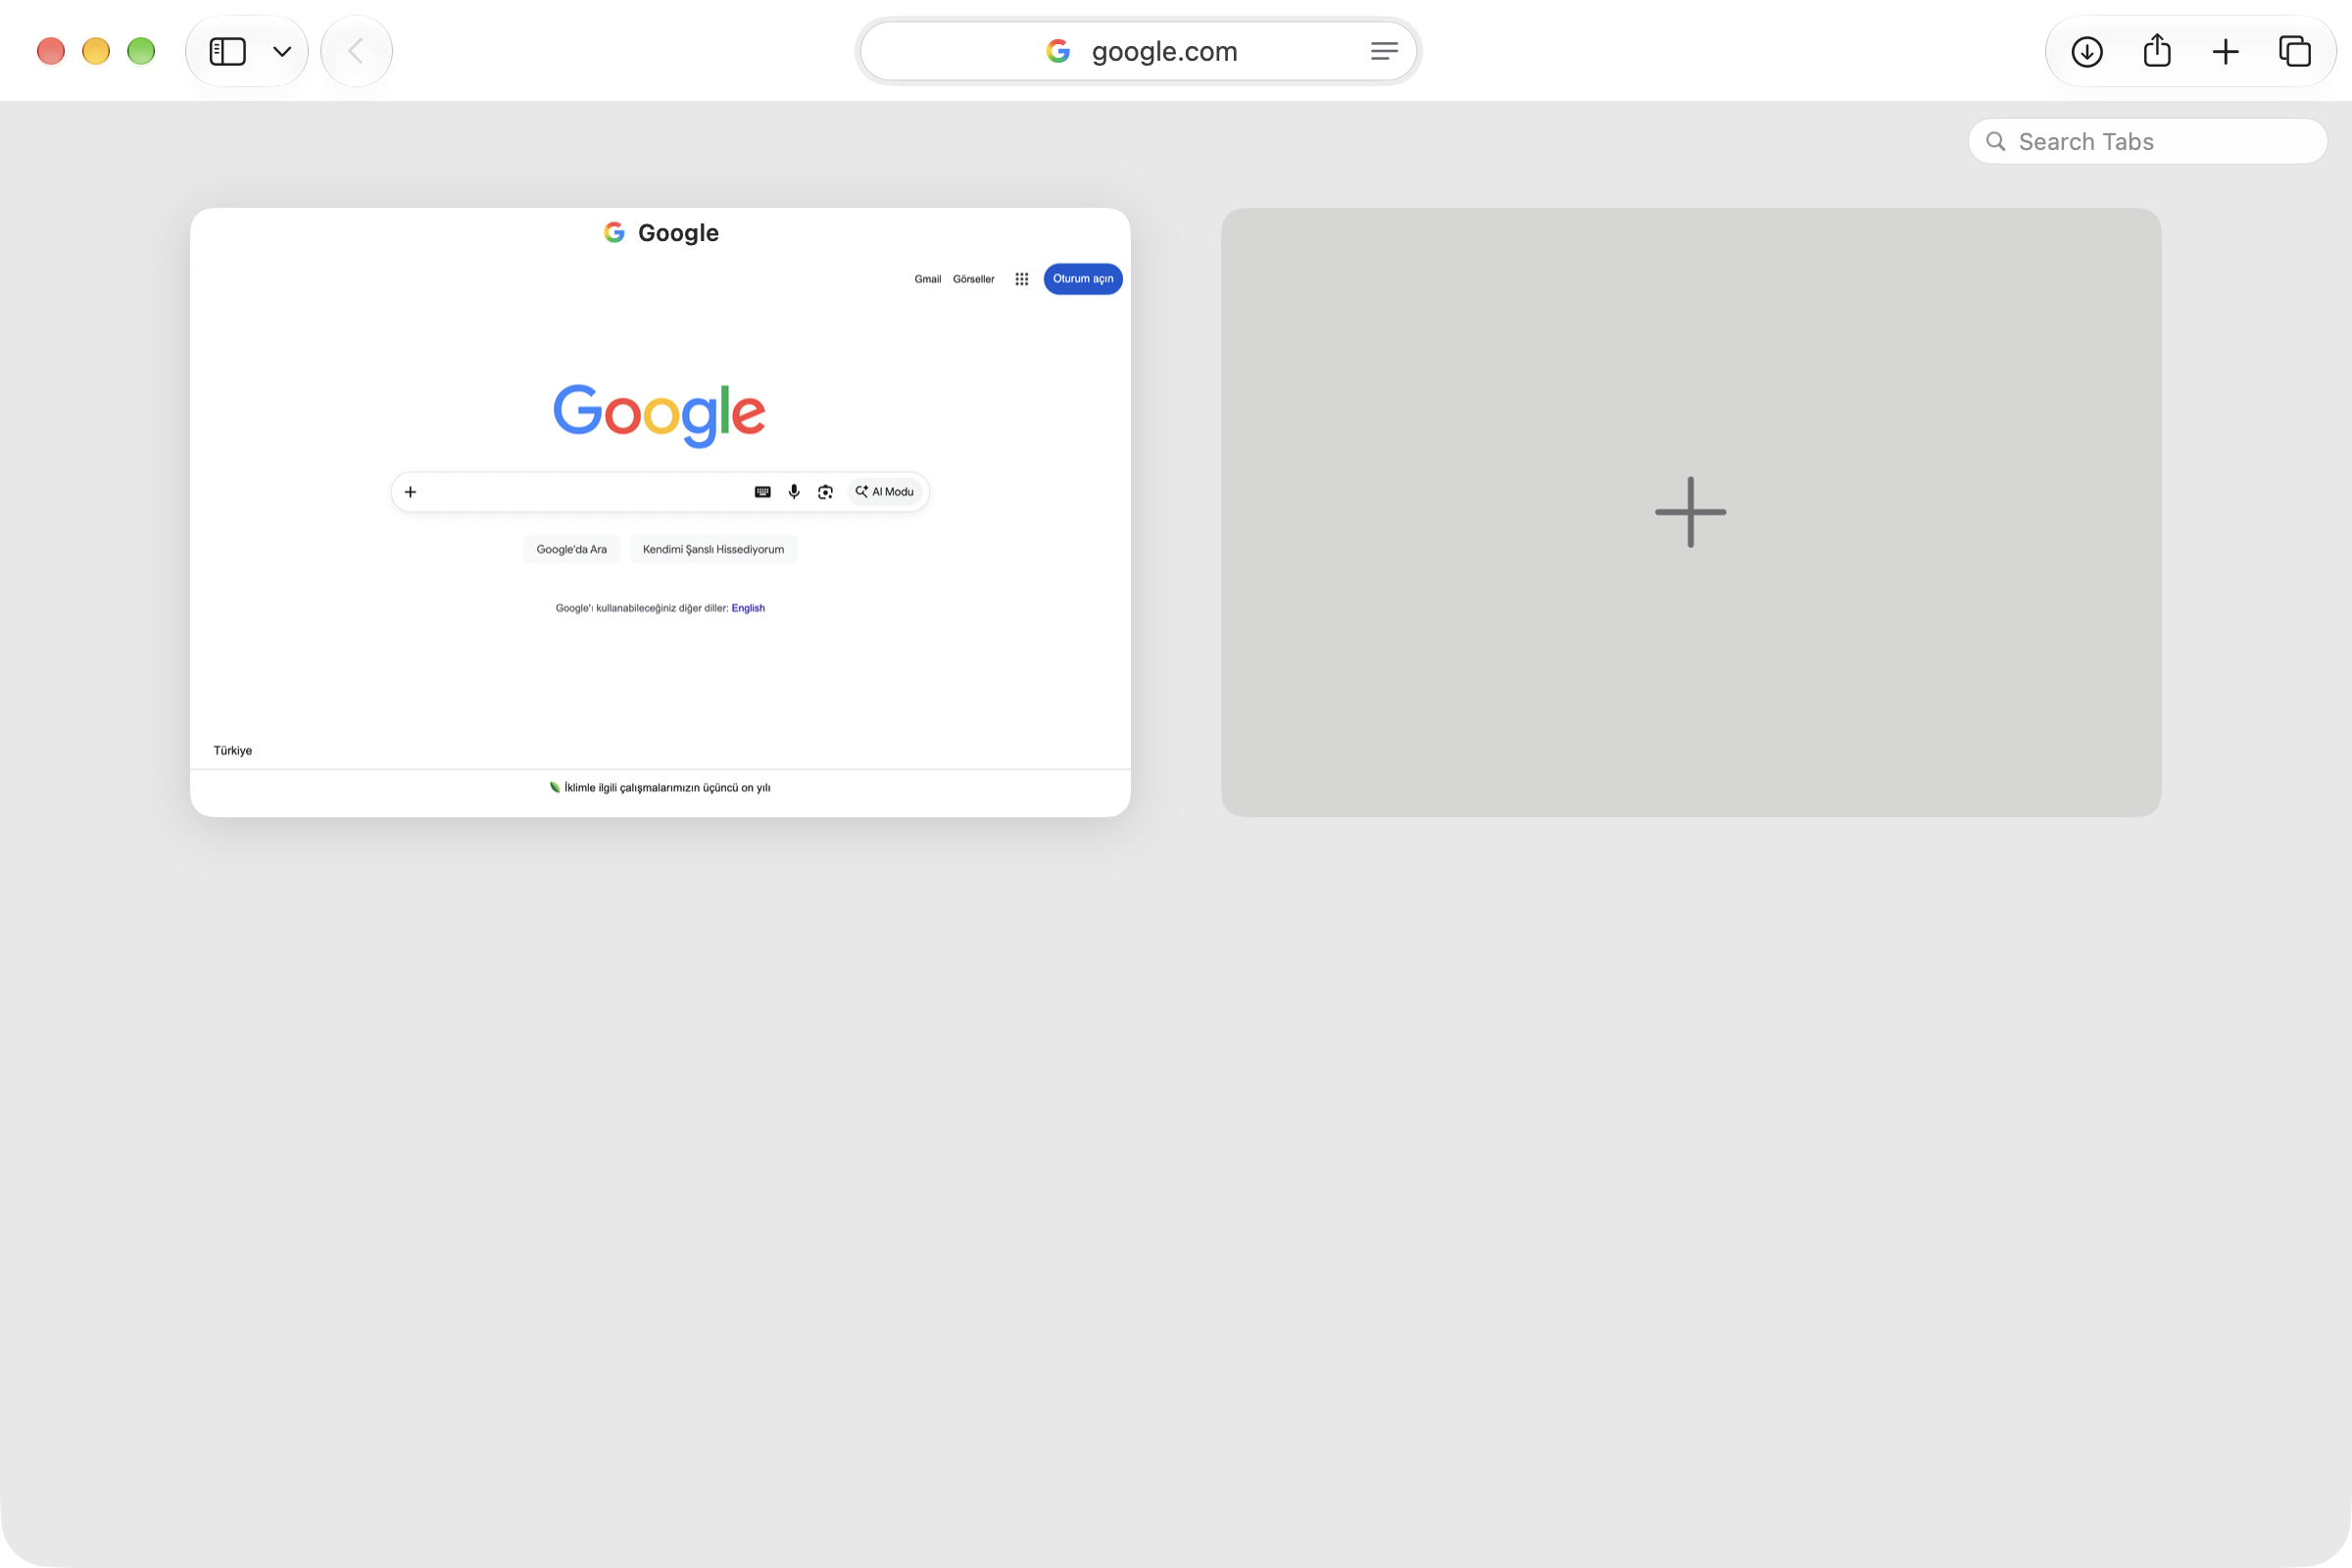 google.com
Search Tabs
Google
Gmail Görseller Oturum açın
Google
AI Modu
Google'da Ara Kendimi Şanslı Hissediyorum
Google'ı kullanabileceğiniz diğer diller: English
Türkiye
İklimle ilgili çalışmalarımızın üçüncü on yılı